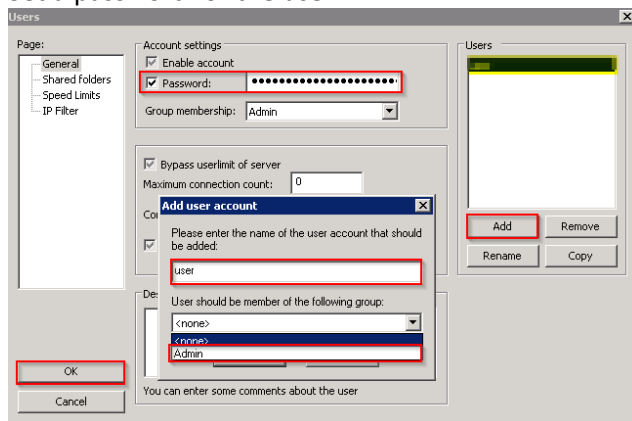 Users
Page:
General
Shared folders
Speed Limits
IP Filter
Account settings
Enable account
Password:
Group membership: Admin
Bypass userlimit of server
Maximum connection count: 0
Users
Add Remove
Rename Copy
Add user account
Please enter the name of the user account that should
be added:
user
User should be member of the following group:
<none>
<none>
Admin
You can enter some comments about the user
OK
Cancel